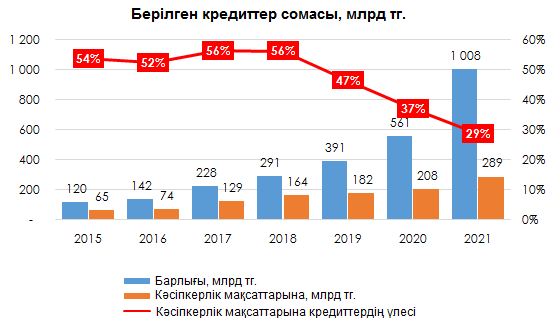 Берілген кредиттер сомасы, млрд тг.
1 200 60%
1 000 50%
800 40%
600 30%
400 20%
200 10%
- 0%
54% 52% 56% 56% 47% 37% 29%
120 65 142 74 228 129 291 164 391 182 561 208 1 008 289
2015 2016 2017 2018 2019 2020 2021
Барлығы, млрд тг.
Кәсіпкерлік мақсаттарына, млрд тг.
Кәсіпкерлік мақсаттарына кредиттердің үлесі